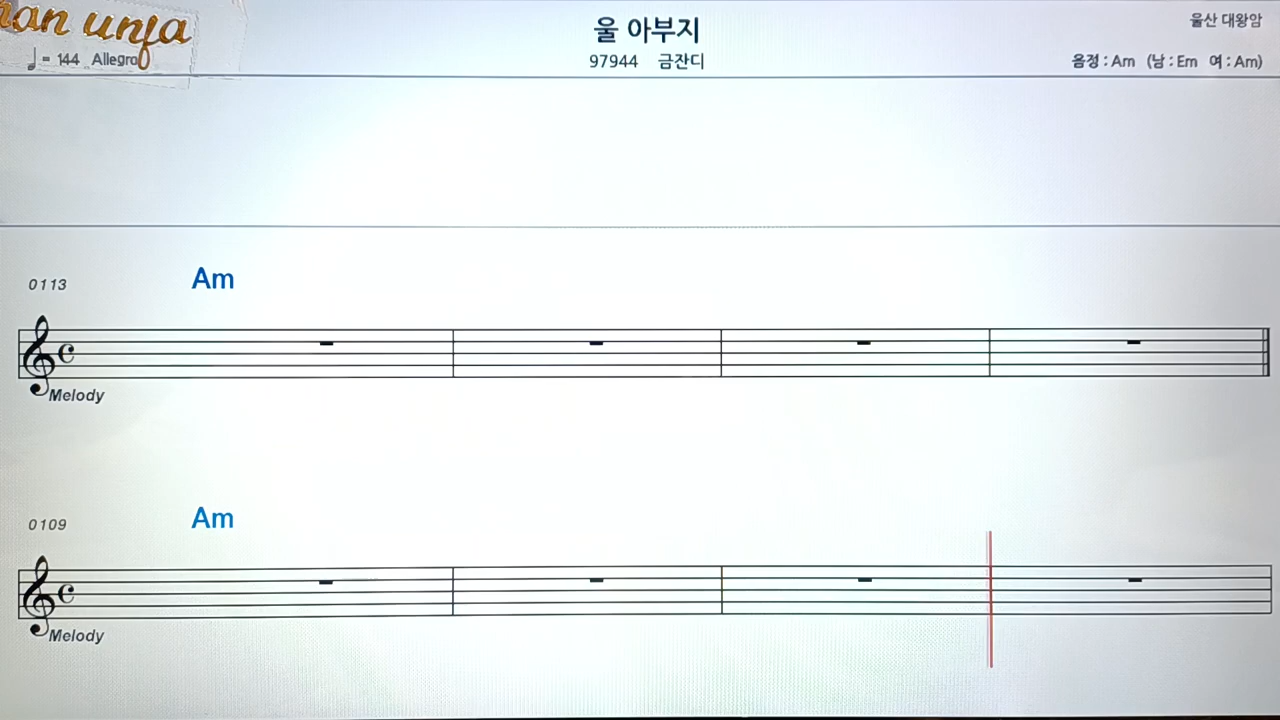 unja
울 아부지
울산 대왕암
♩ = 144 Allegro
97944 금잔디
음정 : Am (남 : Em 여 : Am)
0113 Am
Melody
0109 Am
Melody